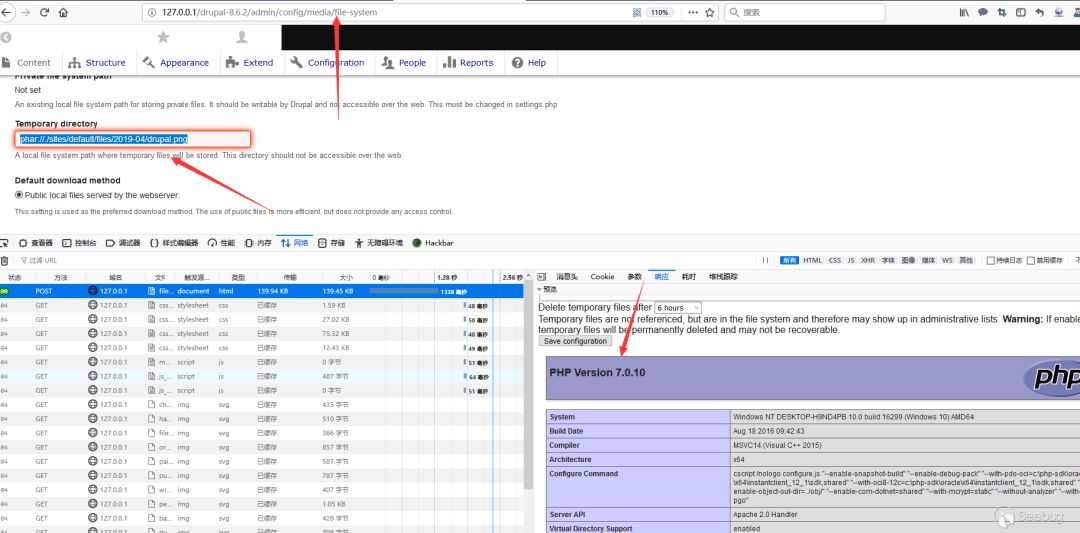 127.0.0.1/drupal-8.6.2/admin/config/media/file-system
110%
搜索
Content
Structure
Appearance
Extend
Configuration
People
Reports
Help
Private file system path
Not set
An existing local file system path for storing private files. It should be writable by Drupal and not accessible over the web. This must be changed in settings.php
Temporary directory
phar://./sites/default/files/2019-04/drupal.png
A local file system path where temporary files will be stored. This directory should not be accessible over the web.
Default download method
Public local files served by the webserver.
This setting is used as the preferred download method. The use of public files is more efficient, but does not provide any access control.
查看器 控制台 调试器 {} 样式编辑器 性能 内存 网络 存储 无障碍环境 Hackbar
过滤 URL
所有 HTML CSS JS XHR 字体 图像 媒体 WS 其他 持续日志 禁用缓存
状态 方法 域名 文件 触发源... 类型 传输 大小 0 毫秒 1.28 秒 2.56 秒
00 POST 127.0.0.1 file... document html 139.94 KB 139.45 KB 1338 毫秒
04 GET 127.0.0.1 css... stylesheet css 已缓存 1.59 KB 48 毫秒
04 GET 127.0.0.1 css... stylesheet css 已缓存 27.02 KB 50 毫秒
04 GET 127.0.0.1 css... stylesheet css 已缓存 75.32 KB 48 毫秒
04 GET 127.0.0.1 css... stylesheet css 已缓存 12.43 KB 49 毫秒
04 GET 127.0.0.1 m... script js 已缓存 0 字节 51 毫秒
04 GET 127.0.0.1 js_... script js 已缓存 487 字节 64 毫秒
04 GET 127.0.0.1 js_... script js 已缓存 0 字节 51 毫秒
04 GET 127.0.0.1 ch... img svg 已缓存 435 字节
04 GET 127.0.0.1 ha... img svg 已缓存 510 字节
04 GET 127.0.0.1 file... img svg 已缓存 366 字节
04 GET 127.0.0.1 or... img svg 已缓存 857 字节
04 GET 127.0.0.1 pai... img svg 已缓存 587 字节
04 GET 127.0.0.1 pu... img svg 已缓存 787 字节
04 GET 127.0.0.1 wr... img svg 已缓存 407 字节
04 GET 127.0.0.1 pe... img svg 已缓存 1.05 KB
04 GET 127.0.0.1 ba... img svg 已缓存 428 字节
消息头 Cookie 参数 响应 耗时 堆栈跟踪
预览
Delete temporary files after 6 hours
Temporary files are not referenced, but are in the file system and therefore may show up in administrative lists. Warning: If enable
temporary files will be permanently deleted and may not be recoverable.
Save configuration
PHP Version 7.0.10
php
System Windows NT DESKTOP-H9ND4PB 10.0 build 16299 (Windows 10) AMD64
Build Date Aug 18 2016 09:42:43
Compiler MSVC14 (Visual C++ 2015)
Architecture x64
Configure Command cscript /nologo configure.js "--enable-snapshot-build" "--enable-debug-pack" "--with-pdo-oci=c:\php-sdk\orac
x64\instantclient_12_1\sdk,shared" "--with-oci8-12c=c:\php-sdk\oracle\x64\instantclient_12_1\sdk,shared"
enable-object-out-dir=../obj/" "--enable-com-dotnet=shared" "--with-mcrypt=static" "--without-analyzer" "--with
pgo"
Server API Apache 2.0 Handler
Virtual Directory Support enabled
Seebug